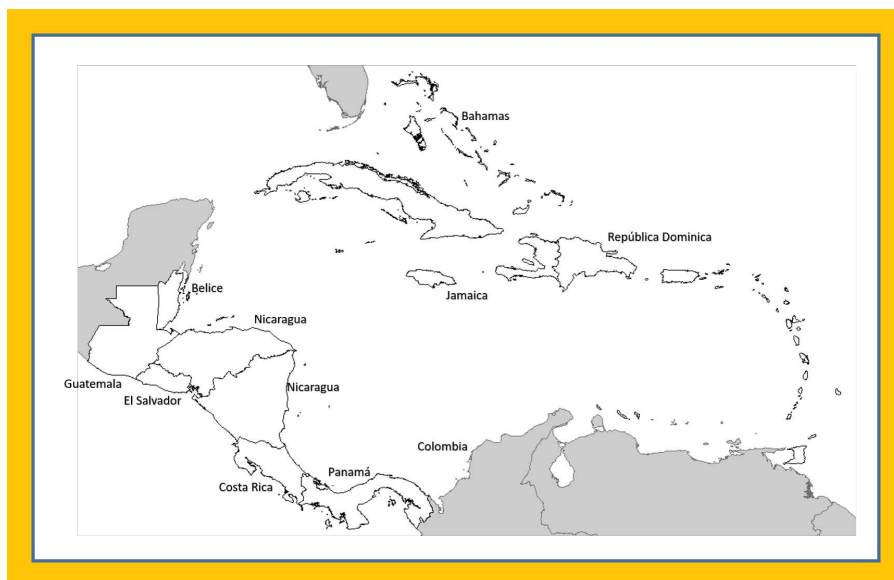 Bahamas
República Dominica
Belice
Jamaica
Nicaragua
Guatemala
Nicaragua
El Salvador
Colombia
Panamá
Costa Rica